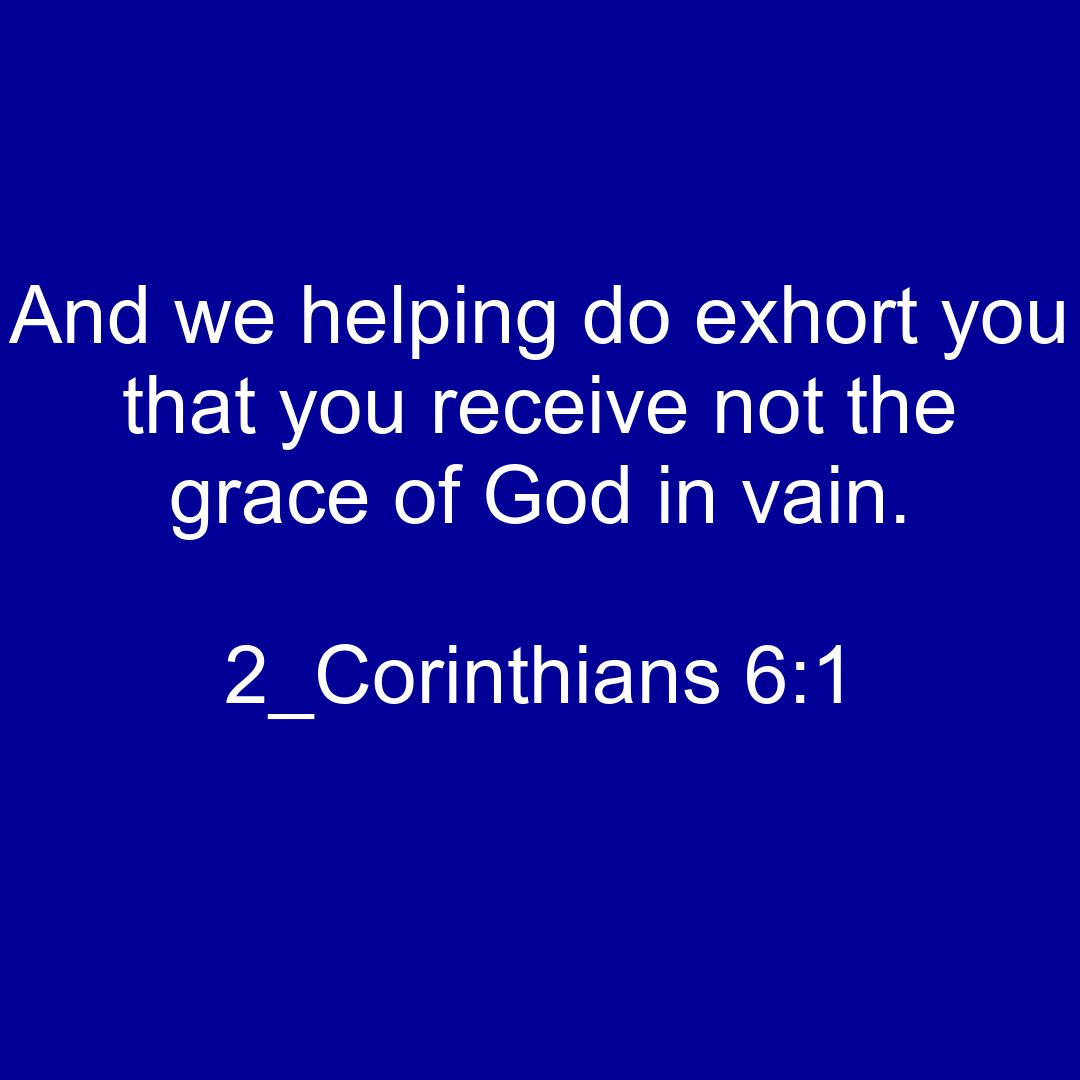 And we helping do exhort you
that you receive not the
grace of God in vain.
2_Corinthians 6:1